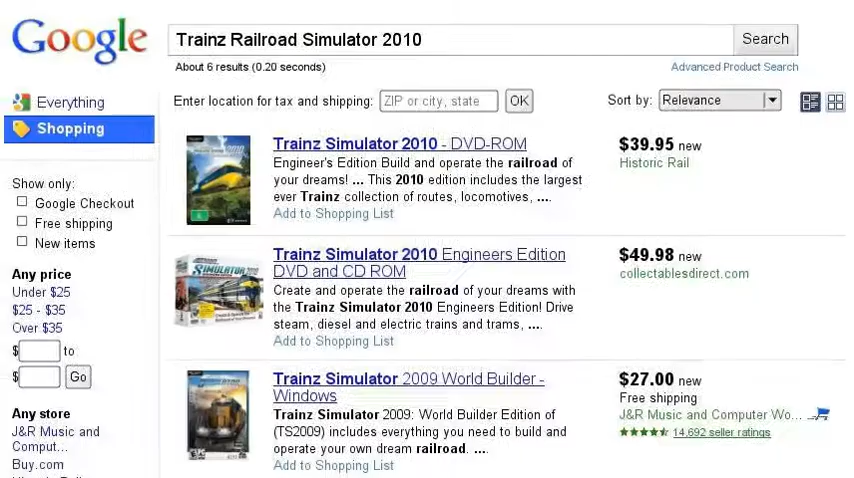 Google
Trainz Railroad Simulator 2010
Search
About 6 results (0.20 seconds)
Advanced Product Search
Everything
Shopping
Enter location for tax and shipping: ZIP or city, state OK
Sort by: Relevance
Show only:
Google Checkout
Free shipping
New items
Any price
Under $25
$25 - $35
Over $35
$ to
$ Go
Any store
J&R Music and
Comput...
Buy.com
Trainz Simulator 2010 - DVD-ROM
Engineer's Edition Build and operate the railroad of
your dreams! ... This 2010 edition includes the largest
ever Trainz collection of routes, locomotives, ....
Add to Shopping List
$39.95 new
Historic Rail
Trainz Simulator 2010 Engineers Edition
DVD and CD ROM
Create and operate the railroad of your dreams with
the Trainz Simulator 2010 Engineers Edition! Drive
steam, diesel and electric trains and trams, ....
Add to Shopping List
$49.98 new
collectablesdirect.com
Trainz Simulator 2009 World Builder -
Windows
Trainz Simulator 2009: World Builder Edition of
(TS2009) includes everything you need to build and
operate your own dream railroad. ....
Add to Shopping List
$27.00 new
Free shipping
J&R Music and Computer Wo...
14,692 seller ratings